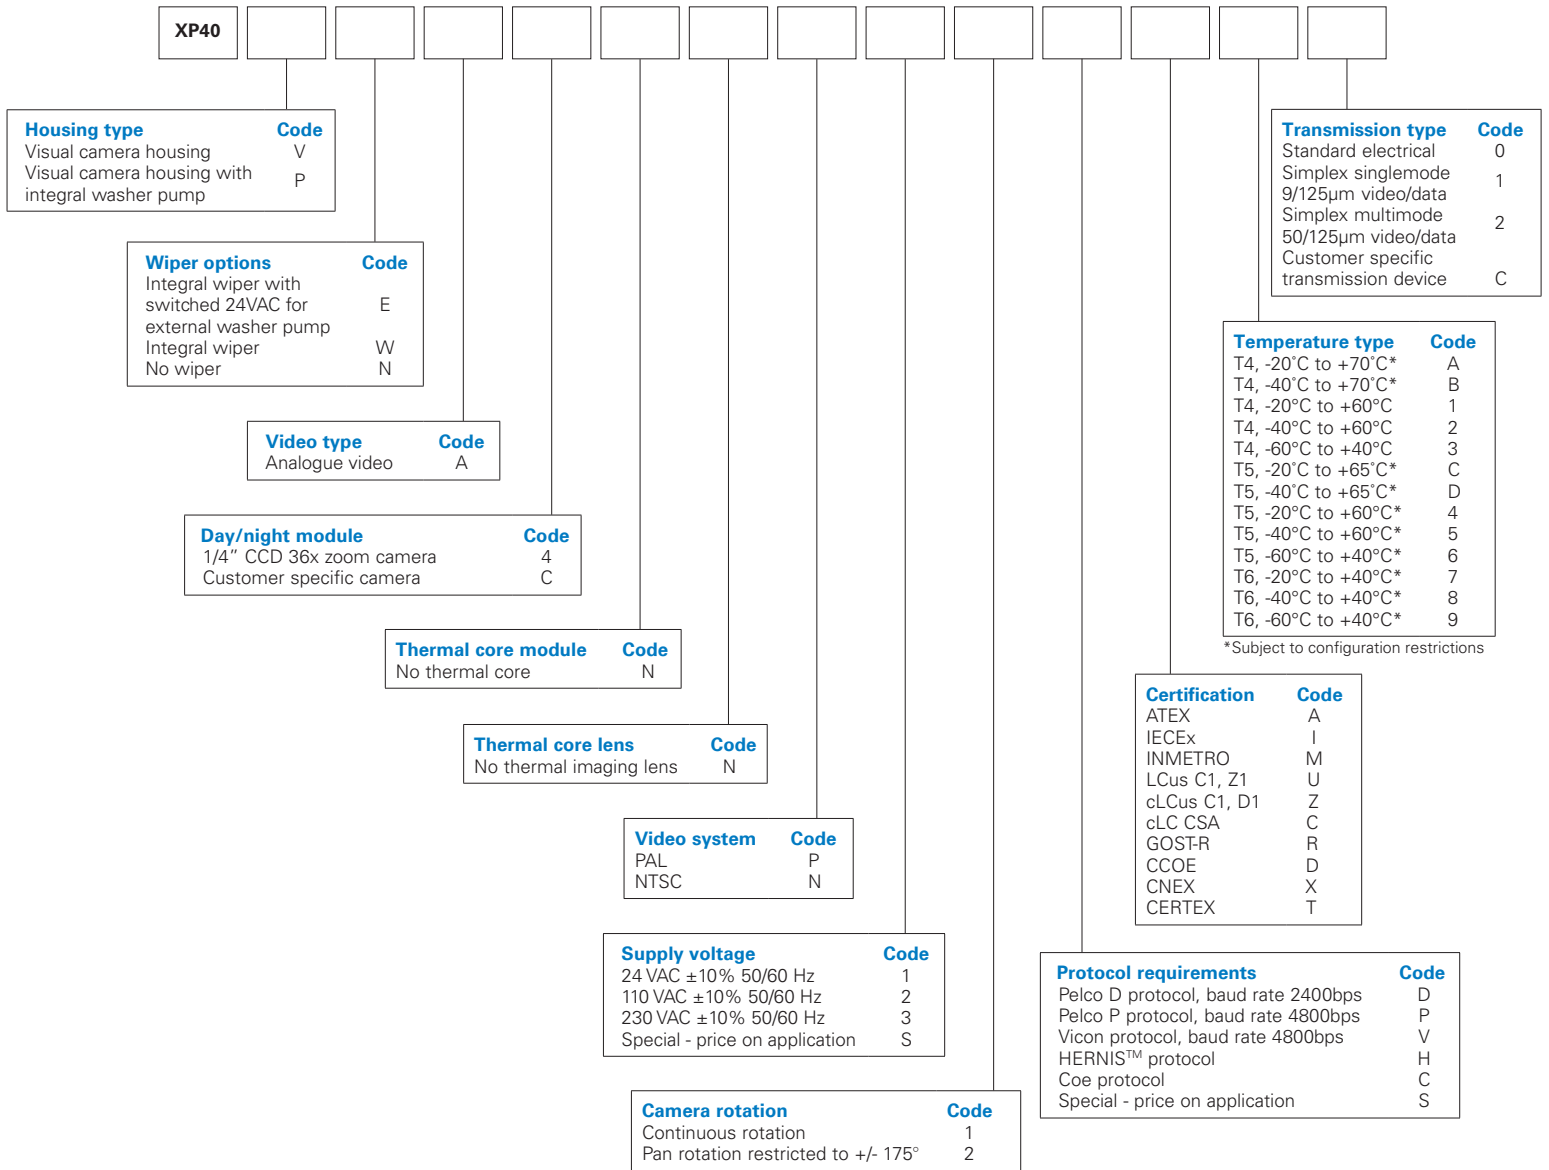 XP40
Housing type Code
Visual camera housing V
Visual camera housing with
integral washer pump P
Wiper options Code
Integral wiper with
switched 24VAC for E
external washer pump
Integral wiper W
No wiper N
Video type Code
Analogue video A
Day/night module Code
1/4” CCD 36x zoom camera 4
Customer specific camera C
Thermal core module Code
No thermal core N
Thermal core lens Code
No thermal imaging lens N
Video system Code
PAL P
NTSC N
Supply voltage Code
24 VAC ±10% 50/60 Hz 1
110 VAC ±10% 50/60 Hz 2
230 VAC ±10% 50/60 Hz 3
Special - price on application S
Camera rotation Code
Continuous rotation 1
Pan rotation restricted to +/- 175° 2
Protocol requirements Code
Pelco D protocol, baud rate 2400bps D
Pelco P protocol, baud rate 4800bps P
Vicon protocol, baud rate 4800bps V
HERNIS™ protocol H
Coe protocol C
Special - price on application S
Certification Code
ATEX A
IECEx I
INMETRO M
LCus C1, Z1 U
cLCus C1, D1 Z
cLC CSA C
GOST-R R
CCOE D
CNEX X
CERTEX T
Temperature type Code
T4, -20˚C to +70˚C* A
T4, -40˚C to +70˚C* B
T4, -20°C to +60°C 1
T4, -40°C to +60°C 2
T4, -60°C to +40°C 3
T5, -20˚C to +65˚C* C
T5, -40˚C to +65˚C* D
T5, -20°C to +60°C* 4
T5, -40°C to +60°C* 5
T5, -60°C to +40°C* 6
T6, -20°C to +40°C* 7
T6, -40°C to +40°C* 8
T6, -60°C to +40°C* 9
*Subject to configuration restrictions
Transmission type Code
Standard electrical 0
Simplex singlemode
9/125µm video/data 1
Simplex multimode
50/125µm video/data 2
Customer specific
transmission device C